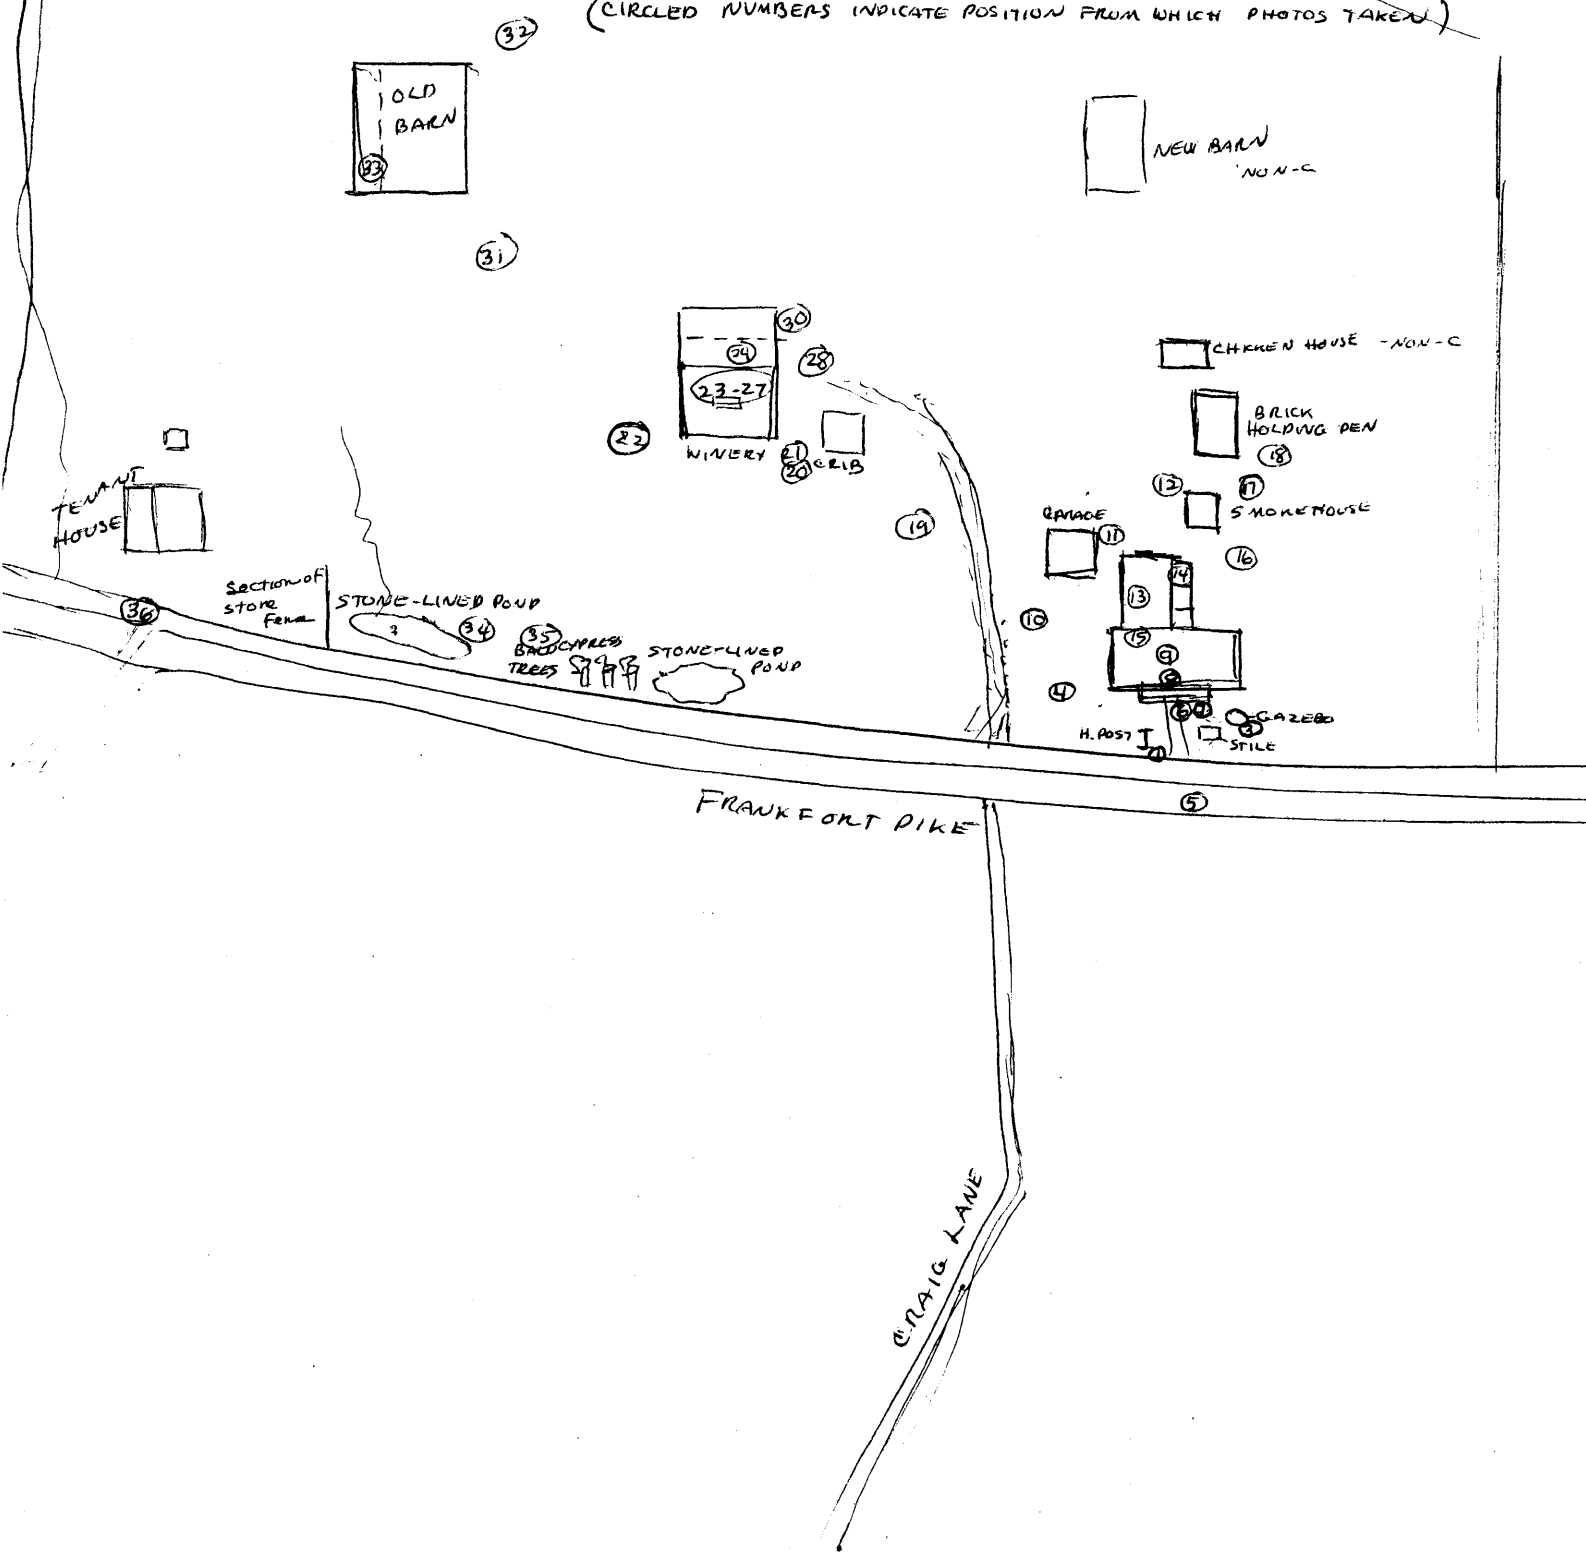 (CIRCLED NUMBERS INDICATE POSITION FROM WHICH PHOTOS TAKEN)
32
OLD
BARN
33
NEW BARN
NON-C
31
30
28
23-27
22
WINERY
21
20
CRIB
19
CHICKEN HOUSE - NON-C
BRICK
HOLDING PEN
18
12
17
SMOKEHOUSE
GARAGE
11
16
14
13
10
15
9
4
TENANT
HOUSE
Section of
stone
Fence
36
STONE-LINED POND
34
35
BALDCYPRESS
TREES
STONE-LINED
POND
6
GAZEBO
3
H. POST
STILE
1
5
FRANKFORT PIKE
CRAIG LANE